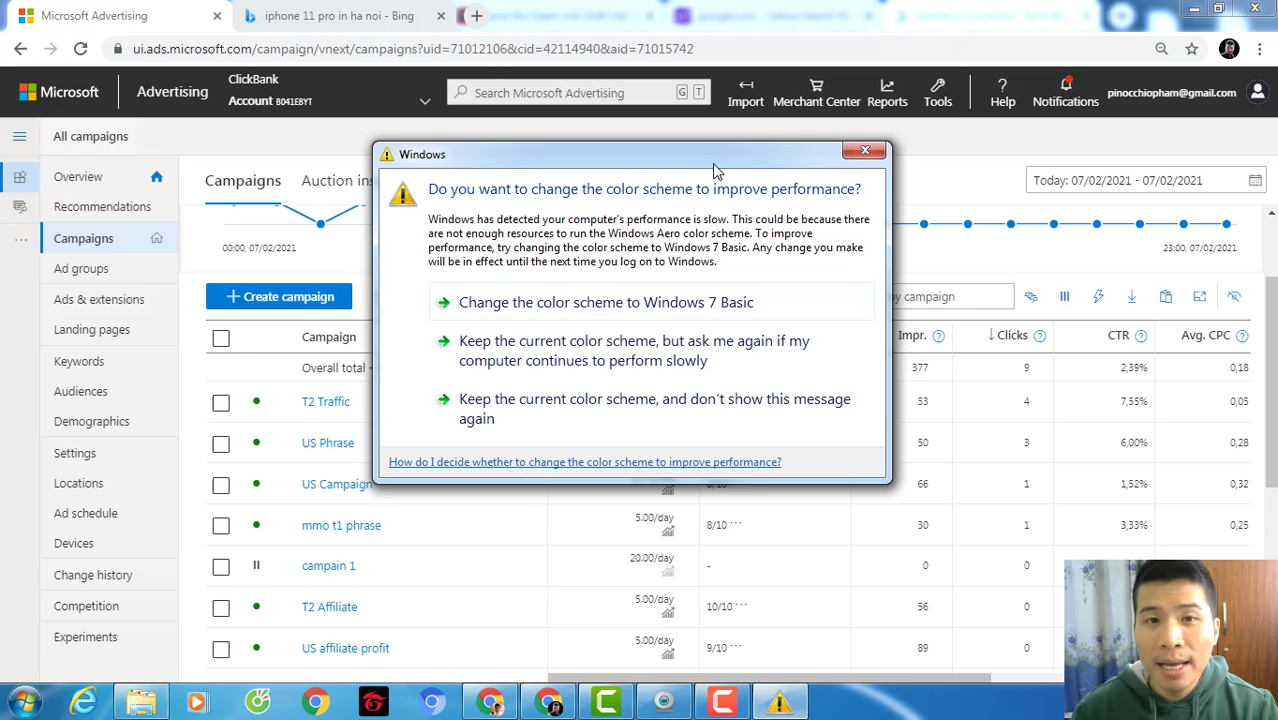 Microsoft Advertising
iphone 11 pro in ha noi - Bing
ui.ads.microsoft.com/campaign/vnext/campaigns?uid=71012106&cid=42114940&aid=71015742
Microsoft
Advertising
ClickBank
Account B041EBYT
Search Microsoft Advertising
G T
Import
Merchant Center
Reports
Tools
? Help
Notifications
pinocchiopham@gmail.com
All campaigns
Overview
Recommendations
Campaigns
Ad groups
Ads & extensions
Landing pages
Keywords
Audiences
Demographics
Settings
Locations
Ad schedule
Devices
Change history
Competition
Experiments
Campaigns
Auction in
Today: 07/02/2021 - 07/02/2021
00:00, 07/02/2021
23:00, 07/02/2021
+ Create campaign
by campaign
Windows
Do you want to change the color scheme to improve performance?
Windows has detected your computer's performance is slow. This could be because there
are not enough resources to run the Windows Aero color scheme. To improve
performance, try changing the color scheme to Windows 7 Basic. Any change you make
will be in effect until the next time you log on to Windows.
Change the color scheme to Windows 7 Basic
Keep the current color scheme, but ask me again if my
computer continues to perform slowly
Keep the current color scheme, and don't show this message
again
How do I decide whether to change the color scheme to improve performance?
Campaign
Impr. ? ↓Clicks ? CTR ? Avg. CPC ?
Overall total - 377 9 2,39% 0,18
T2 Traffic 53 4 7,55% 0,05
US Phrase 50 3 6,00% 0,28
US Campaign 66 1 1,52% 0,32
mmo t1 phrase 5.00/day 8/10 30 1 3,33% 0,25
campain 1 20.00/day - 0 0
T2 Affiliate 5.00/day 10/10 56 0
US affiliate profit 5.00/day 9/10 89 0